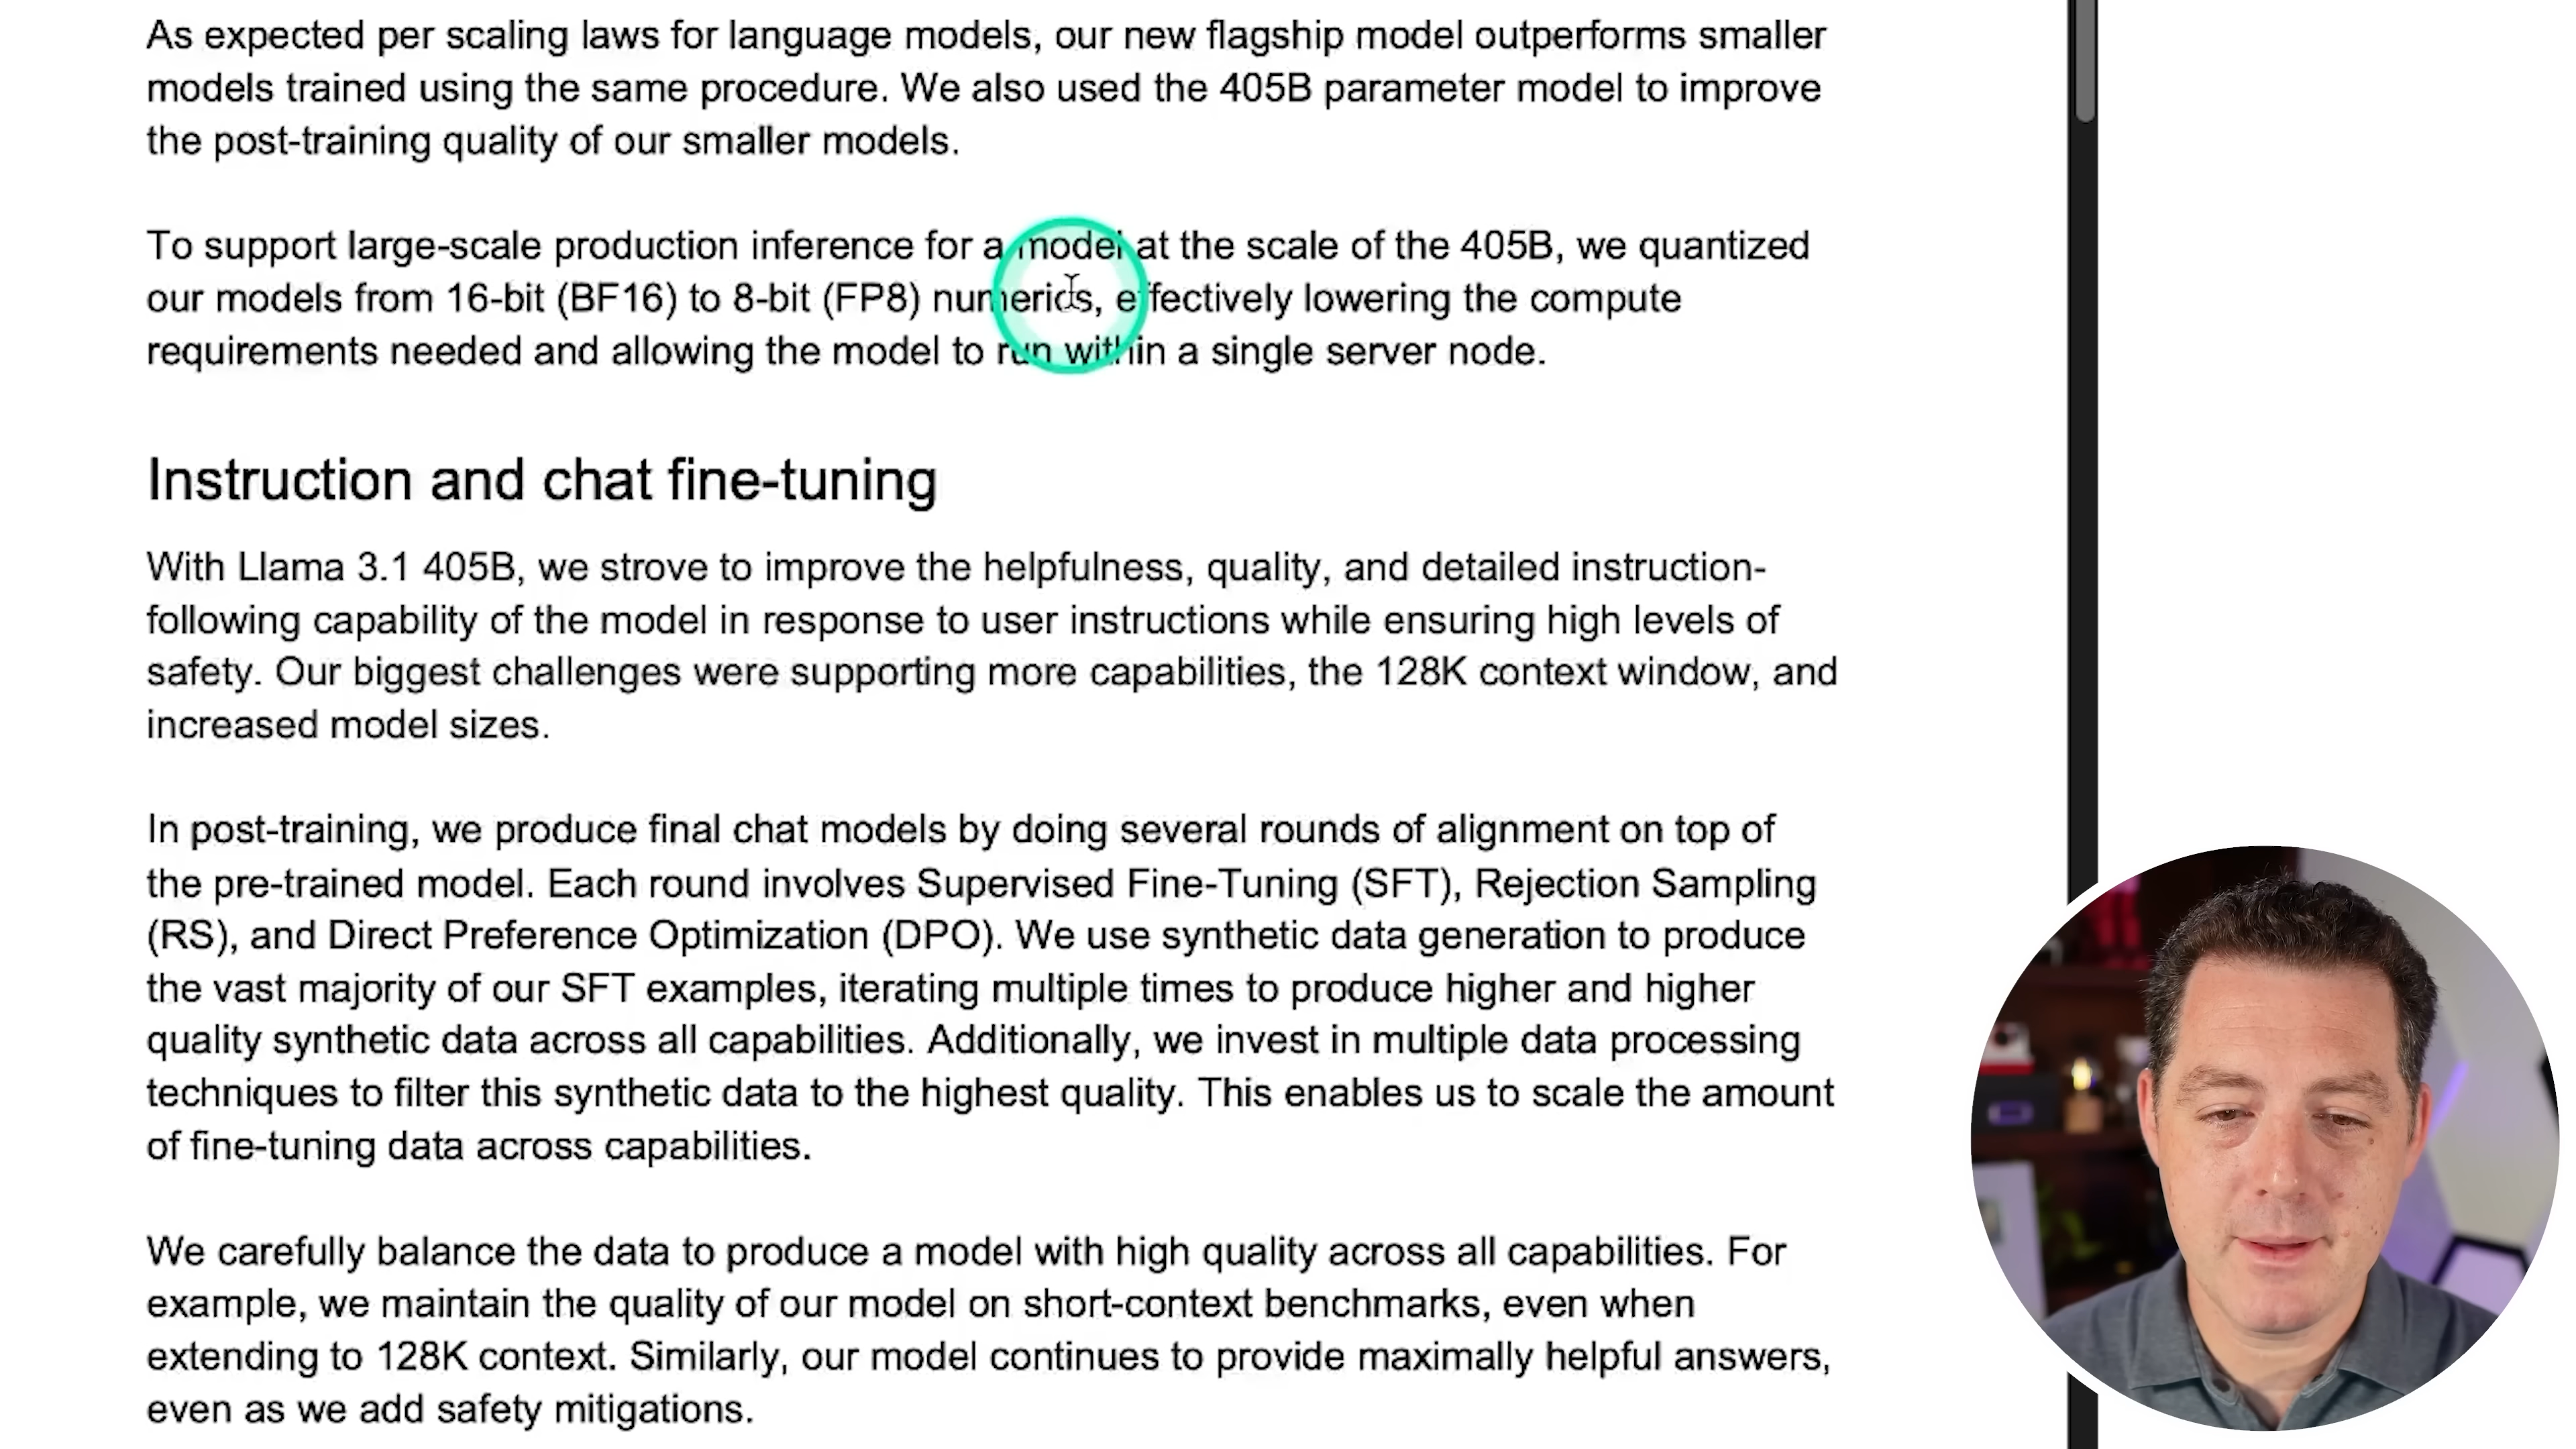 As expected per scaling laws for language models, our new flagship model outperforms smaller
models trained using the same procedure. We also used the 405B parameter model to improve
the post-training quality of our smaller models.
To support large-scale production inference for a model at the scale of the 405B, we quantized
our models from 16-bit (BF16) to 8-bit (FP8) numerics, effectively lowering the compute
requirements needed and allowing the model to run within a single server node.
Instruction and chat fine-tuning
With Llama 3.1 405B, we strove to improve the helpfulness, quality, and detailed instruction-
following capability of the model in response to user instructions while ensuring high levels of
safety. Our biggest challenges were supporting more capabilities, the 128K context window, and
increased model sizes.
In post-training, we produce final chat models by doing several rounds of alignment on top of
the pre-trained model. Each round involves Supervised Fine-Tuning (SFT), Rejection Sampling
(RS), and Direct Preference Optimization (DPO). We use synthetic data generation to produce
the vast majority of our SFT examples, iterating multiple times to produce higher and higher
quality synthetic data across all capabilities. Additionally, we invest in multiple data processing
techniques to filter this synthetic data to the highest quality. This enables us to scale the amount
of fine-tuning data across capabilities.
We carefully balance the data to produce a model with high quality across all capabilities. For
example, we maintain the quality of our model on short-context benchmarks, even when
extending to 128K context. Similarly, our model continues to provide maximally helpful answers,
even as we add safety mitigations.